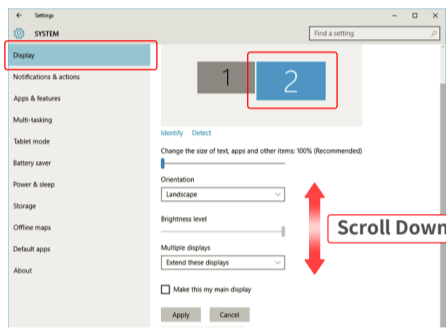 Settings
SYSTEM
Find a setting
Display
Notifications & actions
Apps & features
Multi-tasking
Tablet mode
Battery saver
Power & sleep
Storage
Offline maps
Default apps
About
1
2
Identify Detect
Change the size of text, apps and other items: 100% (Recommended)
Orientation
Landscape
Brightness level
Multiple displays
Extend these displays
Make this my main display
Apply Cancel
Scroll Down